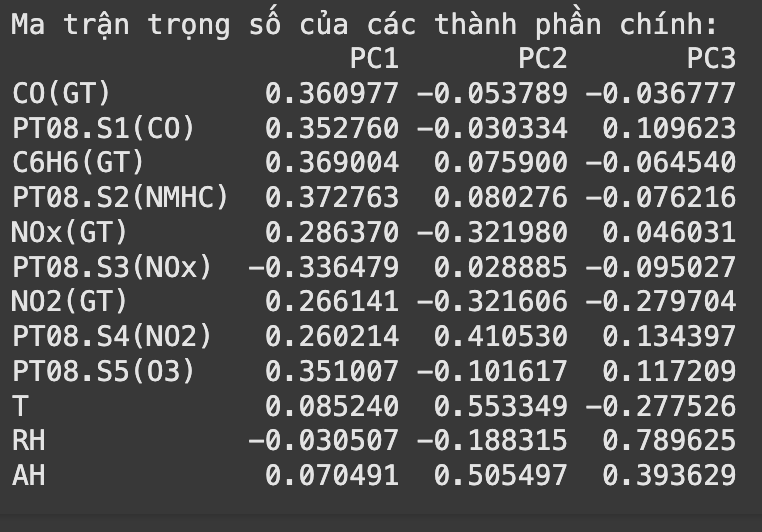 Ma trận trọng số của các thành phần chính:
PC1 PC2 PC3
CO(GT) 0.360977 -0.053789 -0.036777
PT08.S1(CO) 0.352760 -0.030334 0.109623
C6H6(GT) 0.369004 0.075900 -0.064540
PT08.S2(NMHC) 0.372763 0.080276 -0.076216
NOx(GT) 0.286370 -0.321980 0.046031
PT08.S3(NOx) -0.336479 0.028885 -0.095027
NO2(GT) 0.266141 -0.321606 -0.279704
PT08.S4(NO2) 0.260214 0.410530 0.134397
PT08.S5(O3) 0.351007 -0.101617 0.117209
T 0.085240 0.553349 -0.277526
RH -0.030507 -0.188315 0.789625
AH 0.070491 0.505497 0.393629